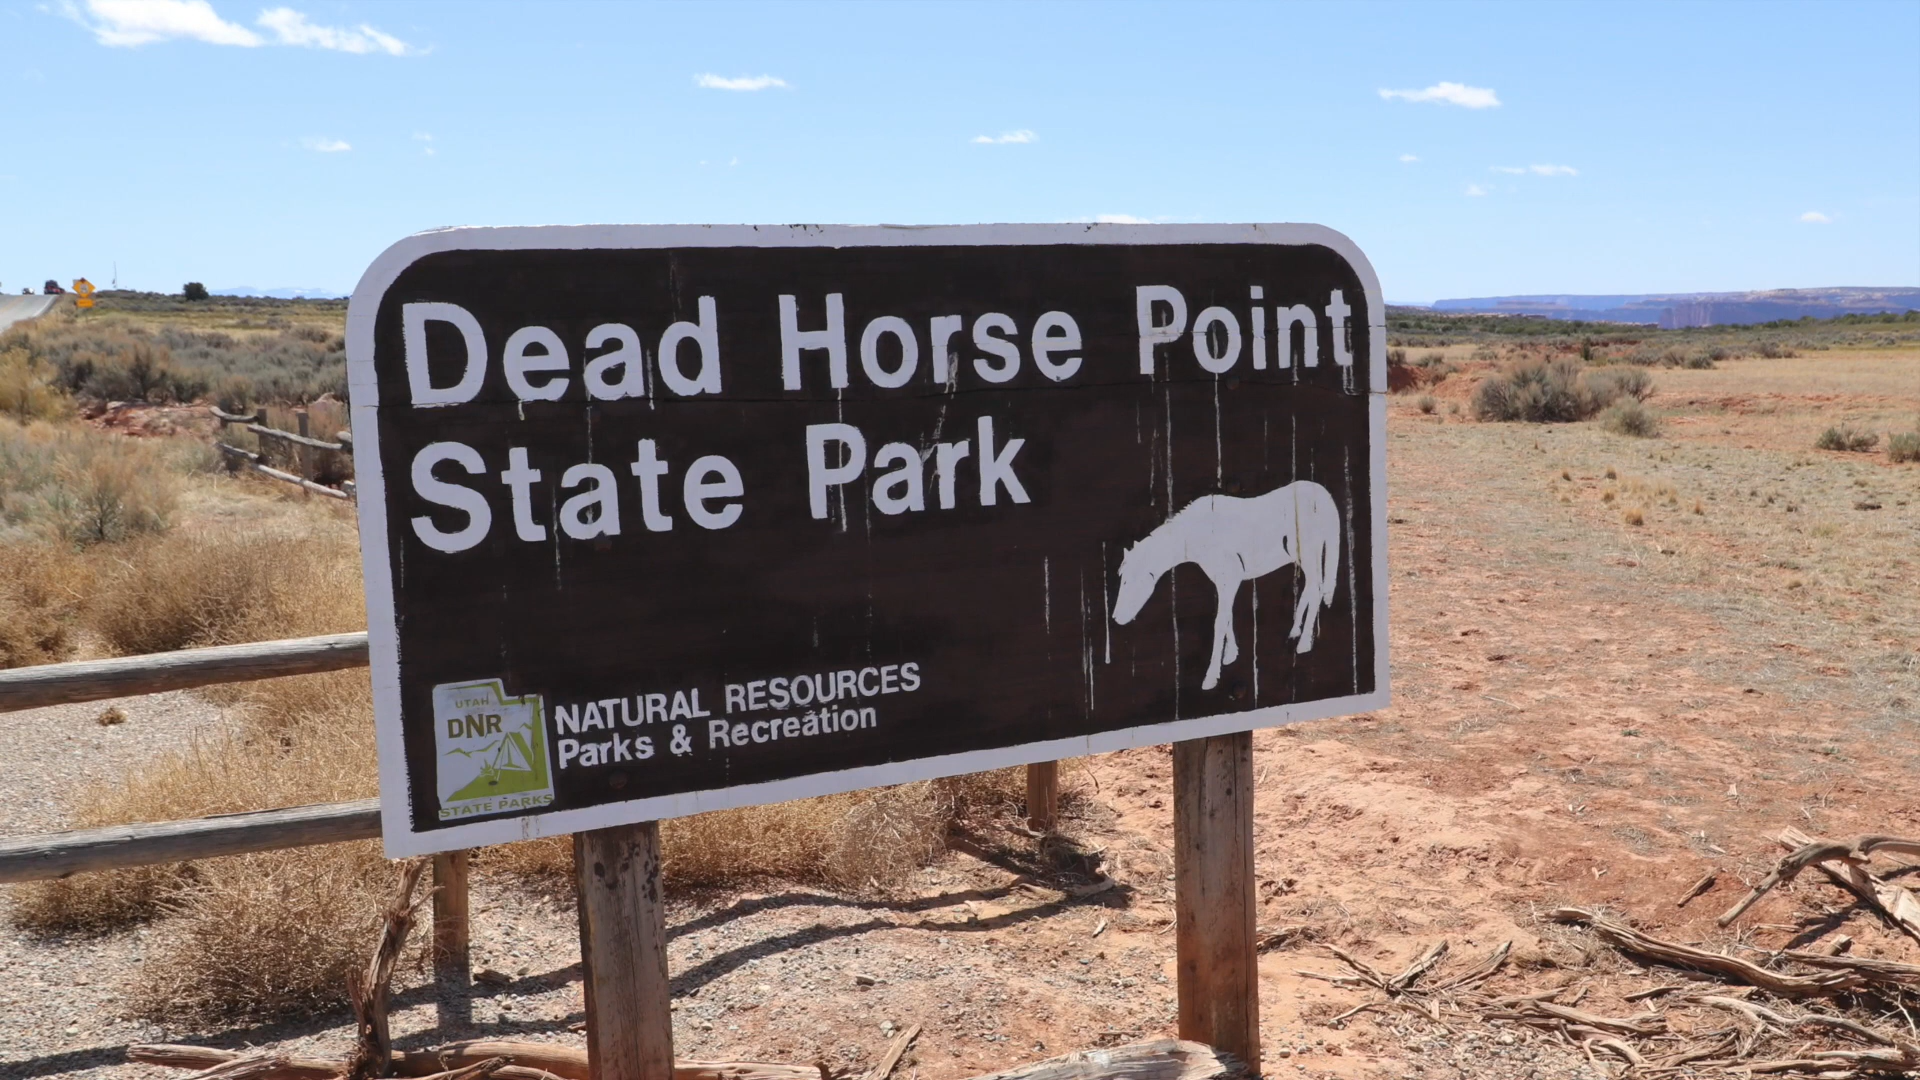 Dead Horse Point
State Park
UTAH
DNR
STATE PARKS
NATURAL RESOURCES
Parks & Recreation